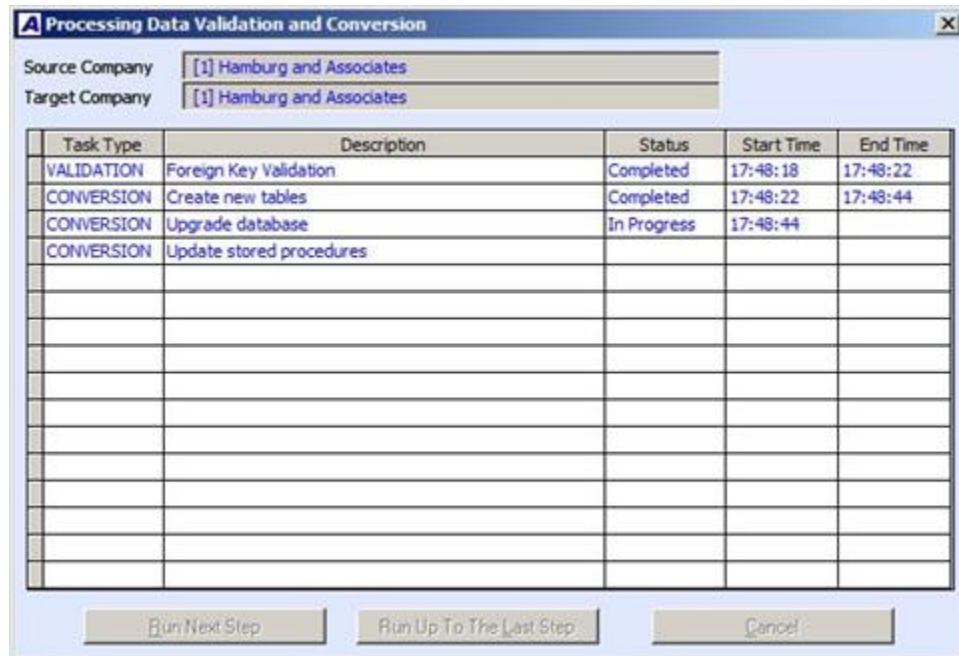 A Processing Data Validation and Conversion
Source Company [1] Hamburg and Associates
Target Company [1] Hamburg and Associates
Task Type Description Status Start Time End Time
VALIDATION Foreign Key Validation Completed 17:48:18 17:48:22
CONVERSION Create new tables Completed 17:48:22 17:48:44
CONVERSION Upgrade database In Progress 17:48:44
CONVERSION Update stored procedures
Run Next Step Run Up To The Last Step Cancel